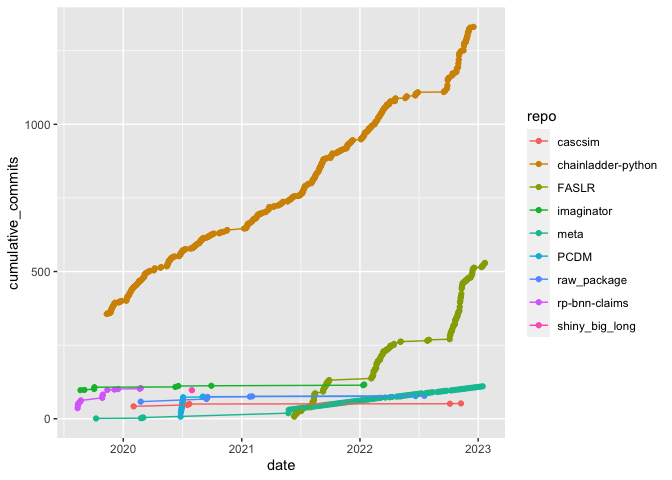 cumulative_commits
1000
500
0
2020
2021
2022
2023
date
repo
cascsim
chainladder-python
FASLR
imaginator
meta
PCDM
raw_package
rp-bnn-claims
shiny_big_long